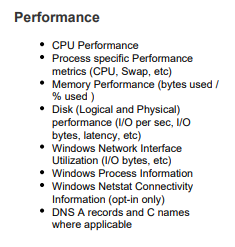 Performance
• CPU Performance
• Process specific Performance
metrics (CPU, Swap, etc)
• Memory Performance (bytes used /
% used )
• Disk (Logical and Physical)
performance (I/O per sec, I/O
bytes, latency, etc)
• Windows Network Interface
Utilization (I/O bytes, etc)
• Windows Process Information
• Windows Netstat Connectivity
Information (opt-in only)
• DNS A records and C names
where applicable